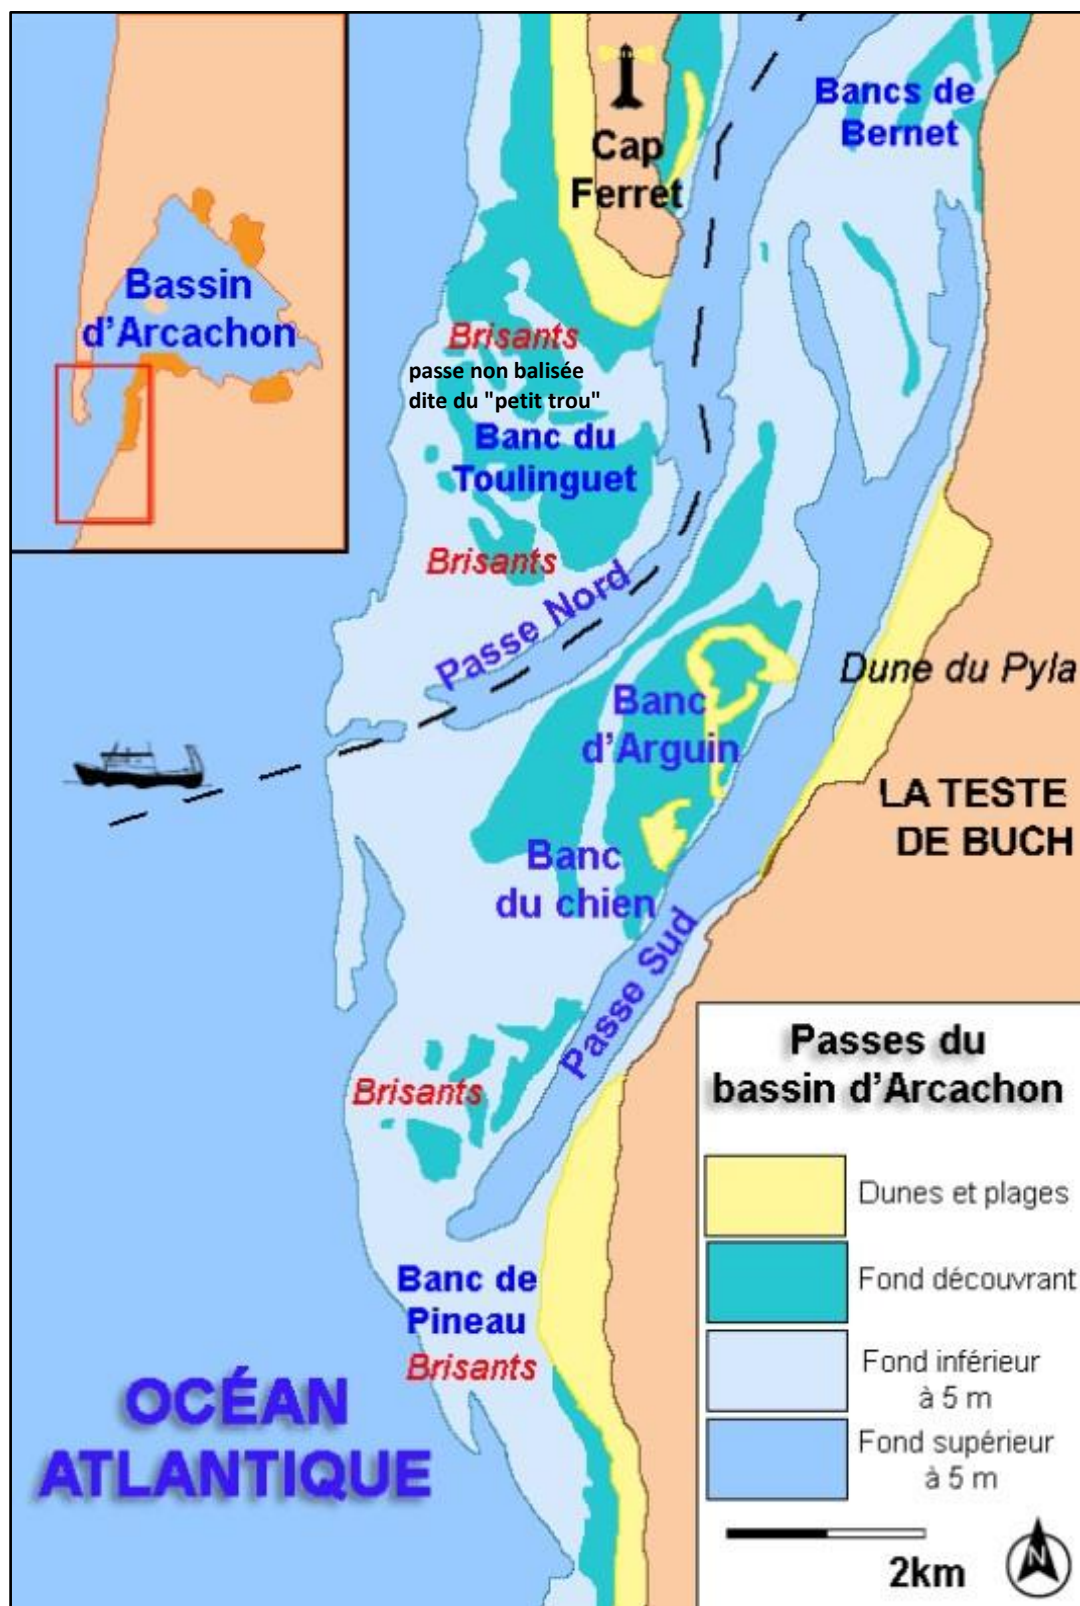 Bassin
d'Arcachon
Cap
Ferret
Bancs de
Bernet
Brisants
passe non balisée
dite du "petit trou"
Banc du
Toulinguet
Brisants
Passe Nord
Dune du Pyla
Banc
d'Arguin
LA TESTE
DE BUCH
Banc
du chien
Passe Sud
Brisants
Banc de
Pineau
Brisants
OCÉAN
ATLANTIQUE
Passes du
bassin d'Arcachon
Dunes et plages
Fond découvrant
Fond inférieur
à 5 m
Fond supérieur
à 5 m
2km
N